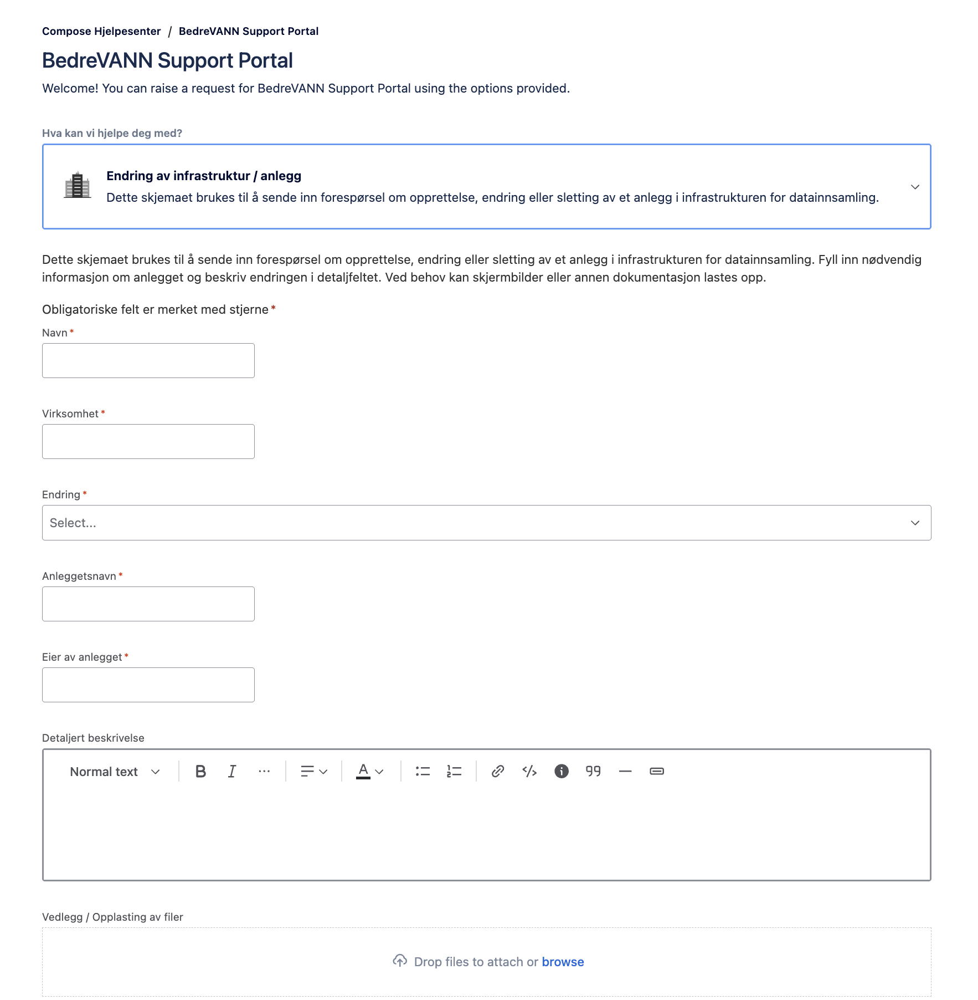 Compose Hjelpesenter / BedreVANN Support Portal
BedreVANN Support Portal
Welcome! You can raise a request for BedreVANN Support Portal using the options provided.
Hva kan vi hjelpe deg med?
Endring av infrastruktur / anlegg
Dette skjemaet brukes til å sende inn forespørsel om opprettelse, endring eller sletting av et anlegg i infrastrukturen for datainnsamling.
Dette skjemaet brukes til å sende inn forespørsel om opprettelse, endring eller sletting av et anlegg i infrastrukturen for datainnsamling. Fyll inn nødvendig
informasjon om anlegget og beskriv endringen i detaljfeltet. Ved behov kan skjermbilder eller annen dokumentasjon lastes opp.
Obligatoriske felt er merket med stjerne*
Navn*
Virksomhet*
Endring*
Select...
Anleggetsnavn*
Eier av anlegget*
Detaljert beskrivelse
Normal text
Vedlegg / Opplasting av filer
Drop files to attach or browse